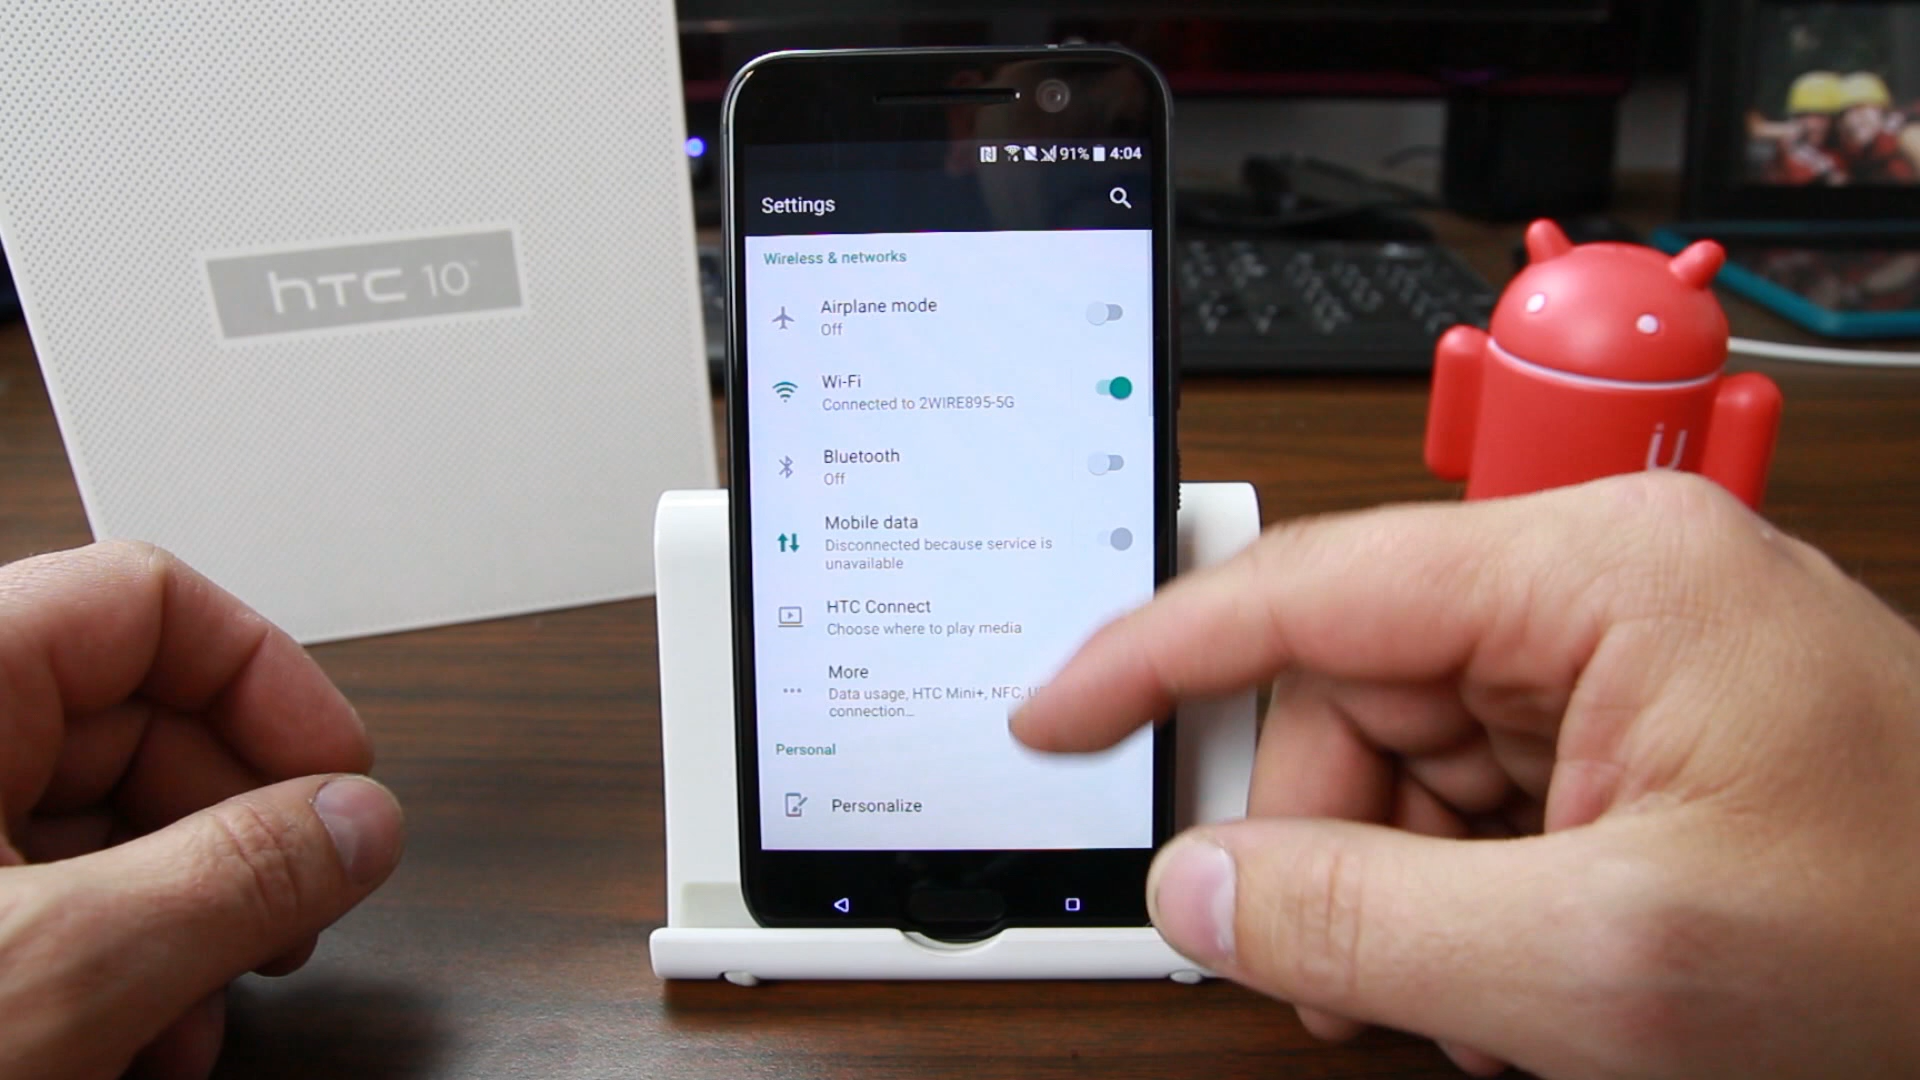 hTC 10
91% 4:04
Settings
Wireless & networks
Airplane mode
Off
Wi-Fi
Connected to 2WIRE895-5G
Bluetooth
Off
Mobile data
Disconnected because service is
unavailable
HTC Connect
Choose where to play media
More
Data usage, HTC Mini+, NFC,
connection...
Personal
Personalize